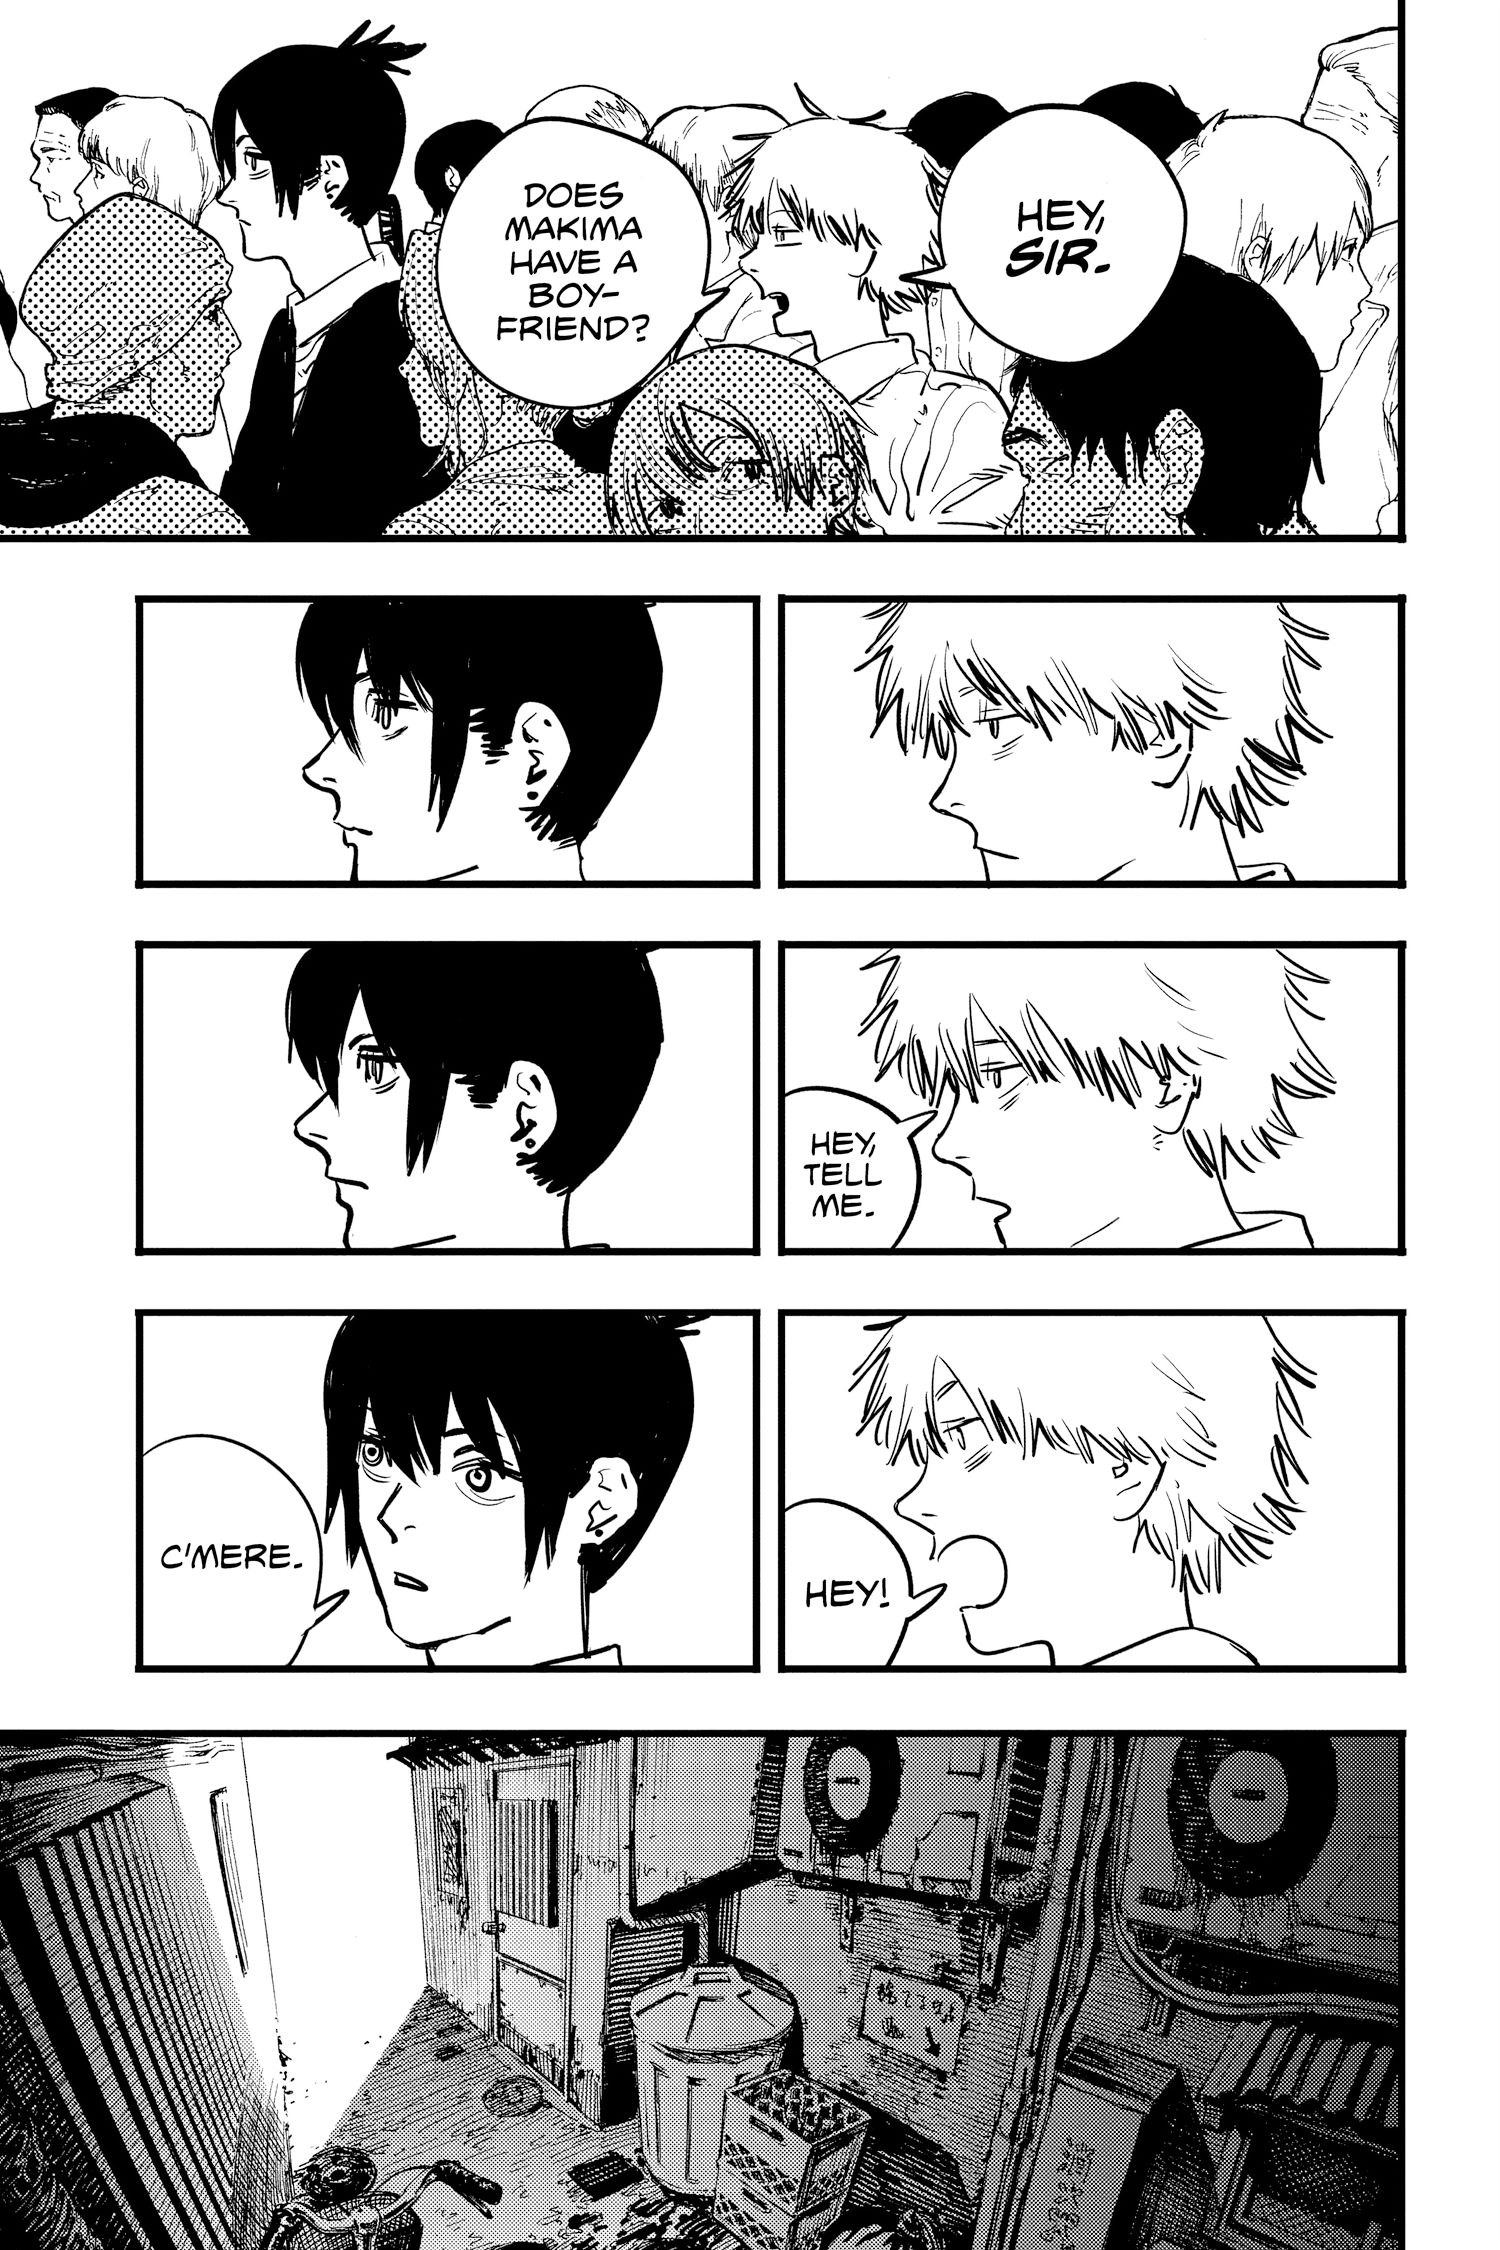 HEY,
SIR.
DOES
MAKIMA
HAVE A
BOY-
FRIEND?
HEY,
TELL
ME.
HEY!
C'MERE.